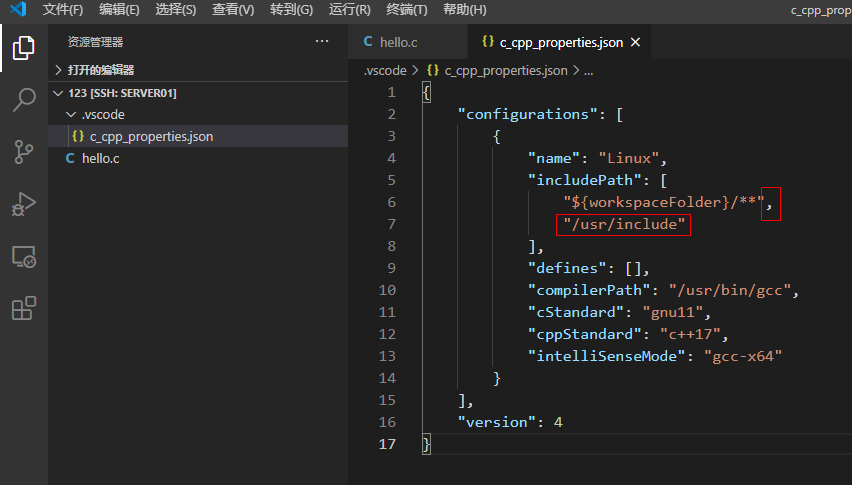 文件(F) 编辑(E) 选择(S) 查看(V) 转到(G) 运行(R) 终端(T) 帮助(H) c_cpp_prop
资源管理器 ···
打开的编辑器
123 [SSH: SERVER01]
.vscode
{} c_cpp_properties.json
C hello.c
C hello.c {} c_cpp_properties.json ×
.vscode > {} c_cpp_properties.json > ...
1 {
2 "configurations": [
3 {
4 "name": "Linux",
5 "includePath": [
6 "${workspaceFolder}/**",
7 "/usr/include"
8 ],
9 "defines": [],
10 "compilerPath": "/usr/bin/gcc",
11 "cStandard": "gnu11",
12 "cppStandard": "c++17",
13 "intelliSenseMode": "gcc-x64"
14 }
15 ],
16 "version": 4
17 }